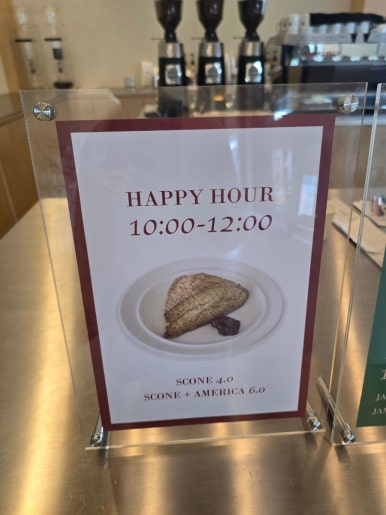 HAPPY HOUR
10:00-12:00
SCONE 4.0
SCONE + AMERICA 6.0